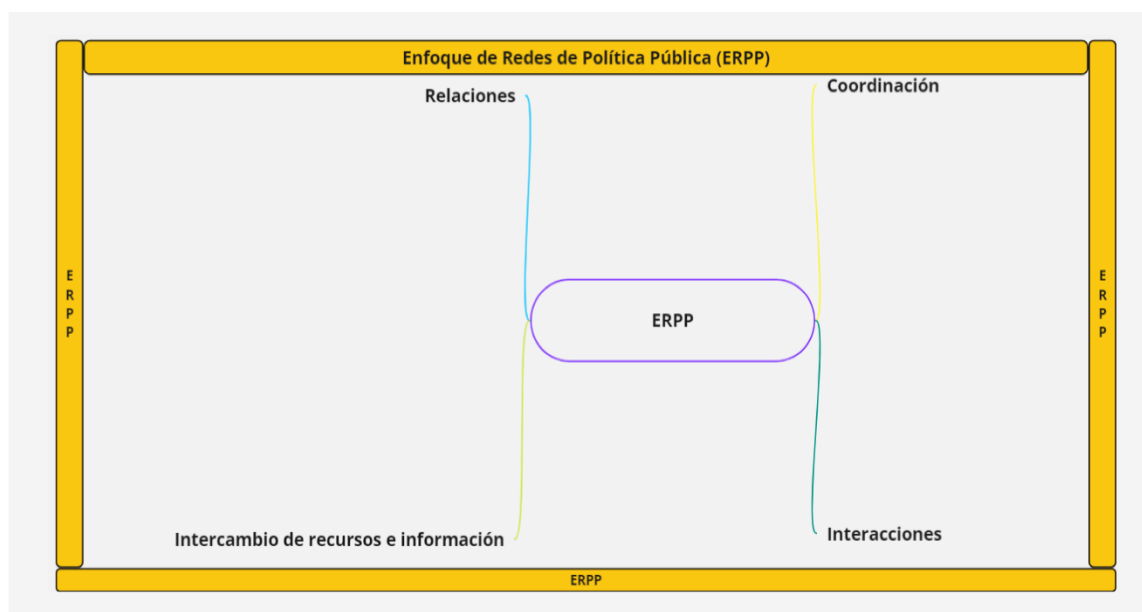 Enfoque de Redes de Política Pública (ERPP)
Relaciones
Coordinación
E
R
P
P
ERPP
E
R
P
P
Intercambio de recursos e información
Interacciones
ERPP